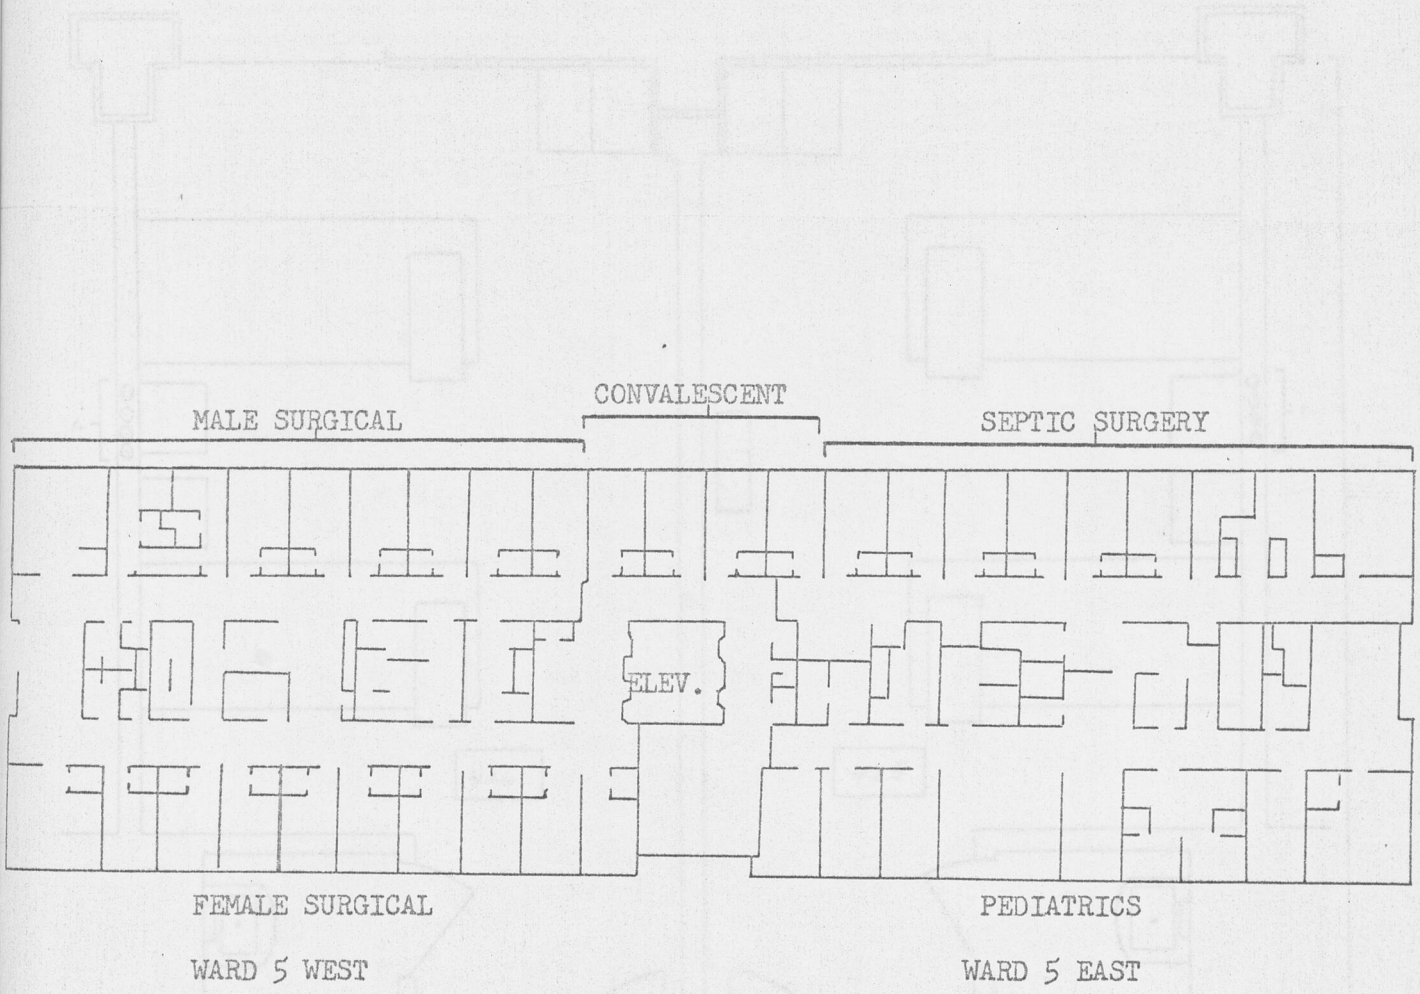 CONVALESCENT
MALE SURGICAL
SEPTIC SURGERY
ELEV.
FEMALE SURGICAL
PEDIATRICS
WARD 5 WEST
WARD 5 EAST